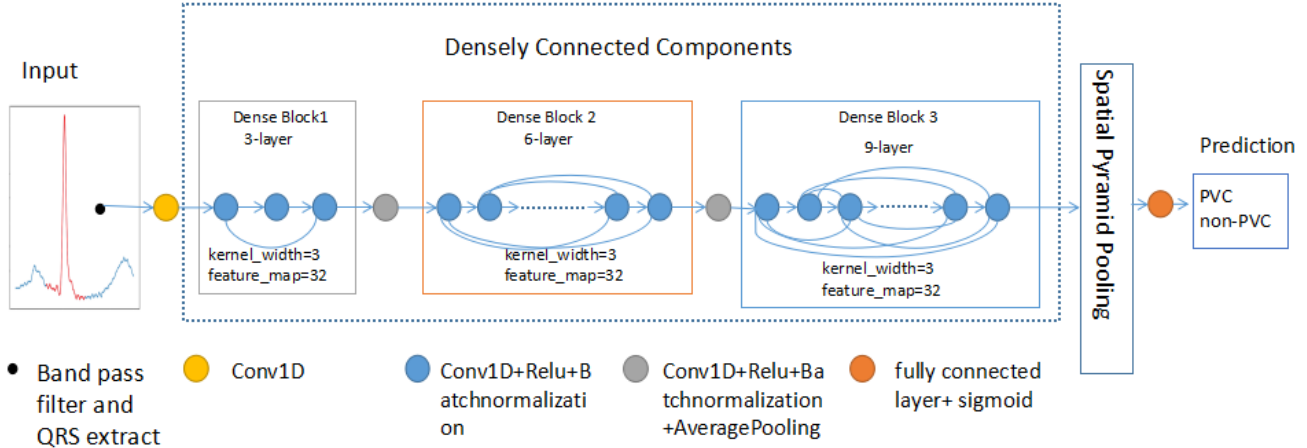 Densely Connected Components
Input
Dense Block1
3-layer
kernel_width=3
feature_map=32
Dense Block 2
6-layer
kernel_width=3
feature_map=32
Dense Block 3
9-layer
kernel_width=3
feature_map=32
Spatial Pyramid Pooling
Prediction
PVC
non-PVC
Band pass
filter and
QRS extract
Conv1D
Conv1D+Relu+B
atchnormalizati
on
Conv1D+Relu+Ba
tchnormalization
+AveragePooling
fully connected
layer+ sigmoid